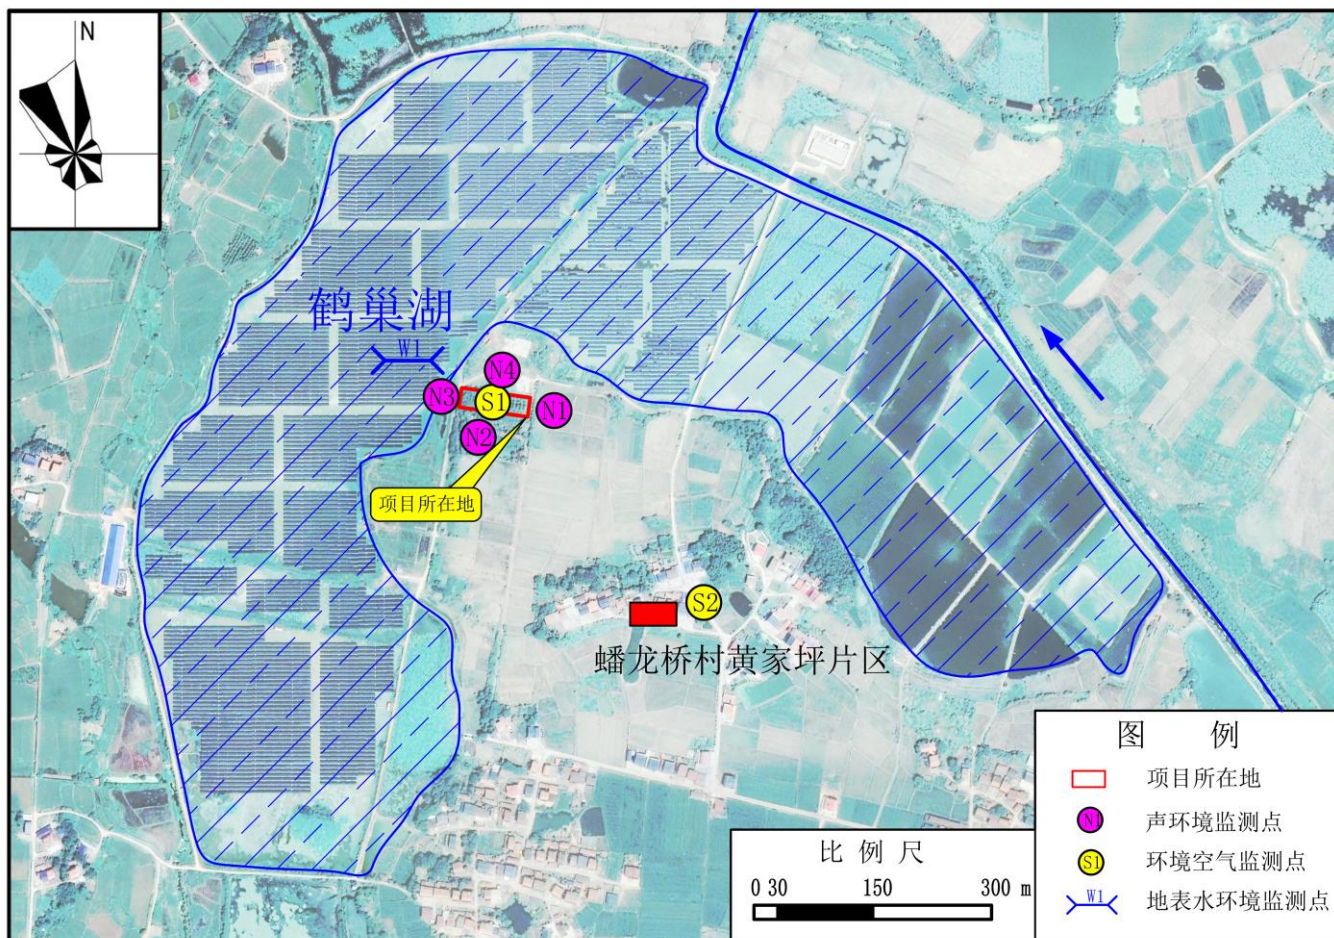 N
鹤巢湖
W1
N4
N3
S1
N1
N2
项目所在地
S2
蟠龙桥村黄家坪片区
图 例
项目所在地
N1
声环境监测点
S1
环境空气监测点
W1
地表水环境监测点
比 例 尺
0 30 150 300 m